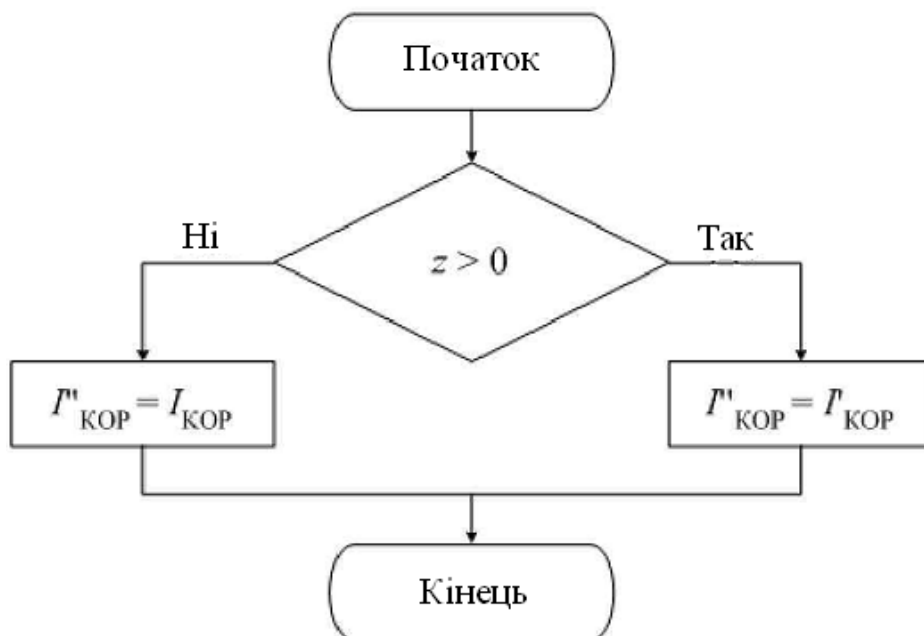 Початок
Ні
Так
z > 0
I''КОР = IКОР
I''КОР = I'КОР
Кінець